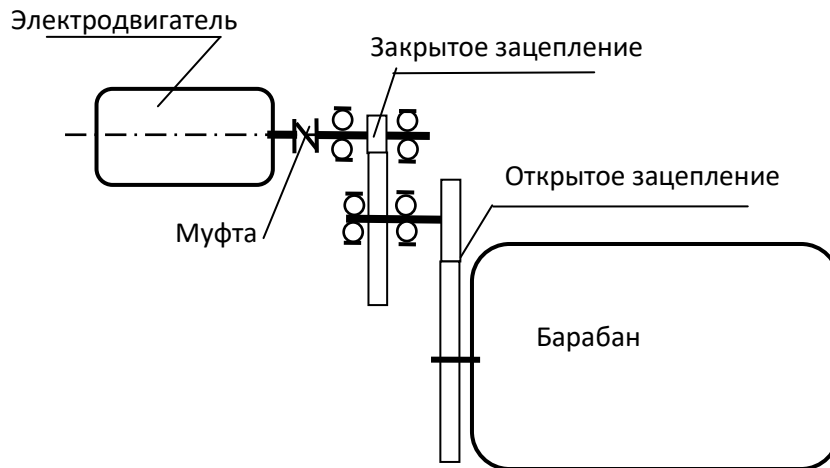 Электродвигатель
Закрытое зацепление
Открытое зацепление
Муфта
Барабан